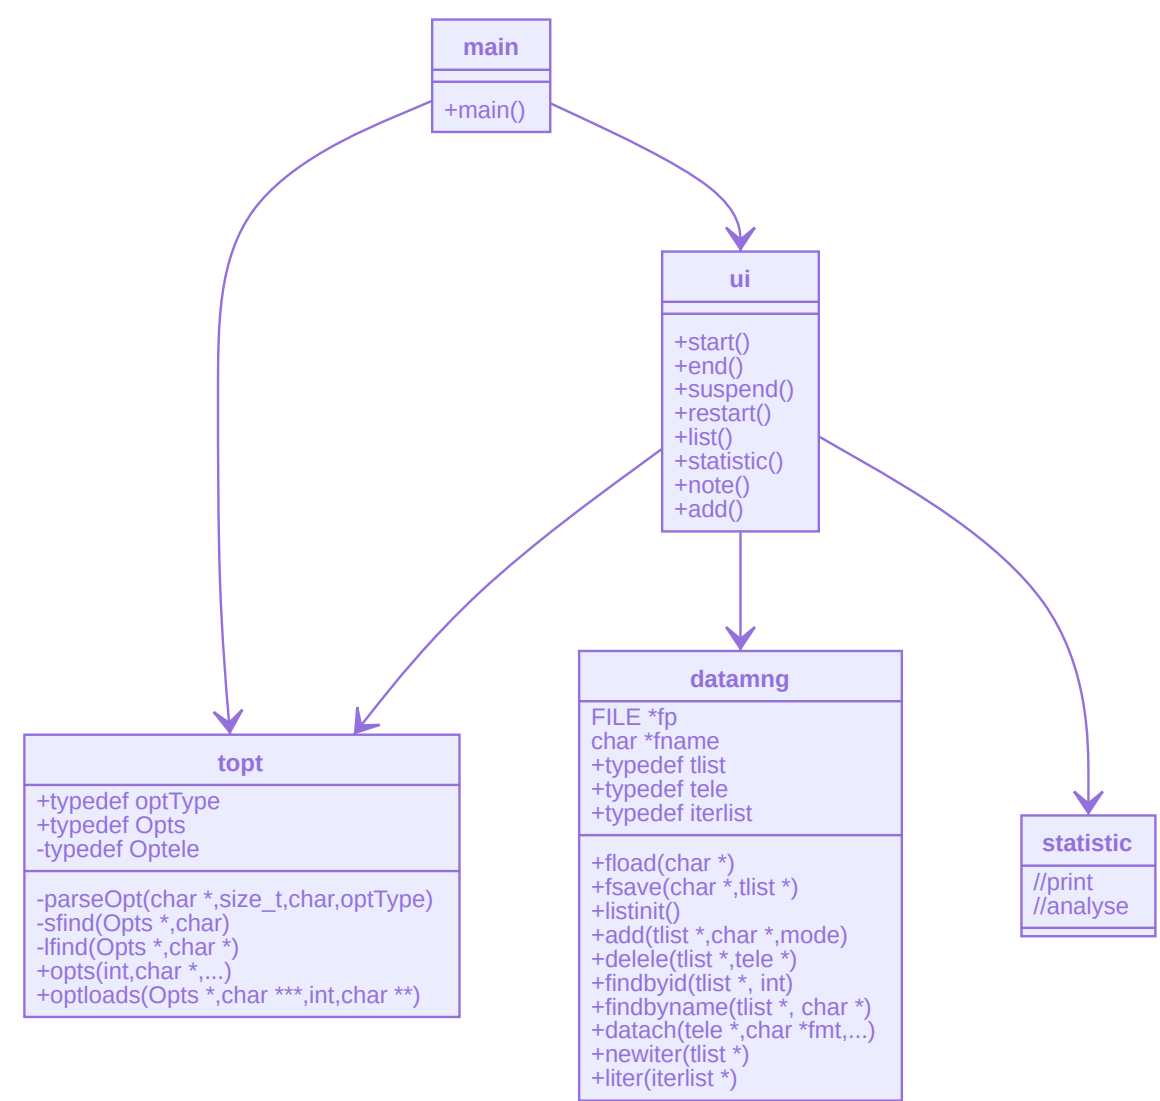 main
+main()
ui
+start()
+end()
+suspend()
+restart()
+list()
+statistic()
+note()
+add()
topt
+typedef optType
+typedef Opts
-typedef Optele
-parseOpt(char *,size_t,char,optType)
-sfind(Opts *,char)
-lfind(Opts *,char *)
+opts(int,char *,...)
+optloads(Opts *,char ***,int,char **)
datamng
FILE *fp
char *fname
+typedef tlist
+typedef tele
+typedef iterlist
+fload(char *)
+fsave(char *,tlist *)
+listinit()
+add(tlist *,char *,mode)
+delele(tlist *,tele *)
+findbyid(tlist *, int)
+findbyname(tlist *, char *)
+datach(tele *,char *fmt,...)
+newiter(tlist *)
+liter(iterlist *)
statistic
//print
//analyse